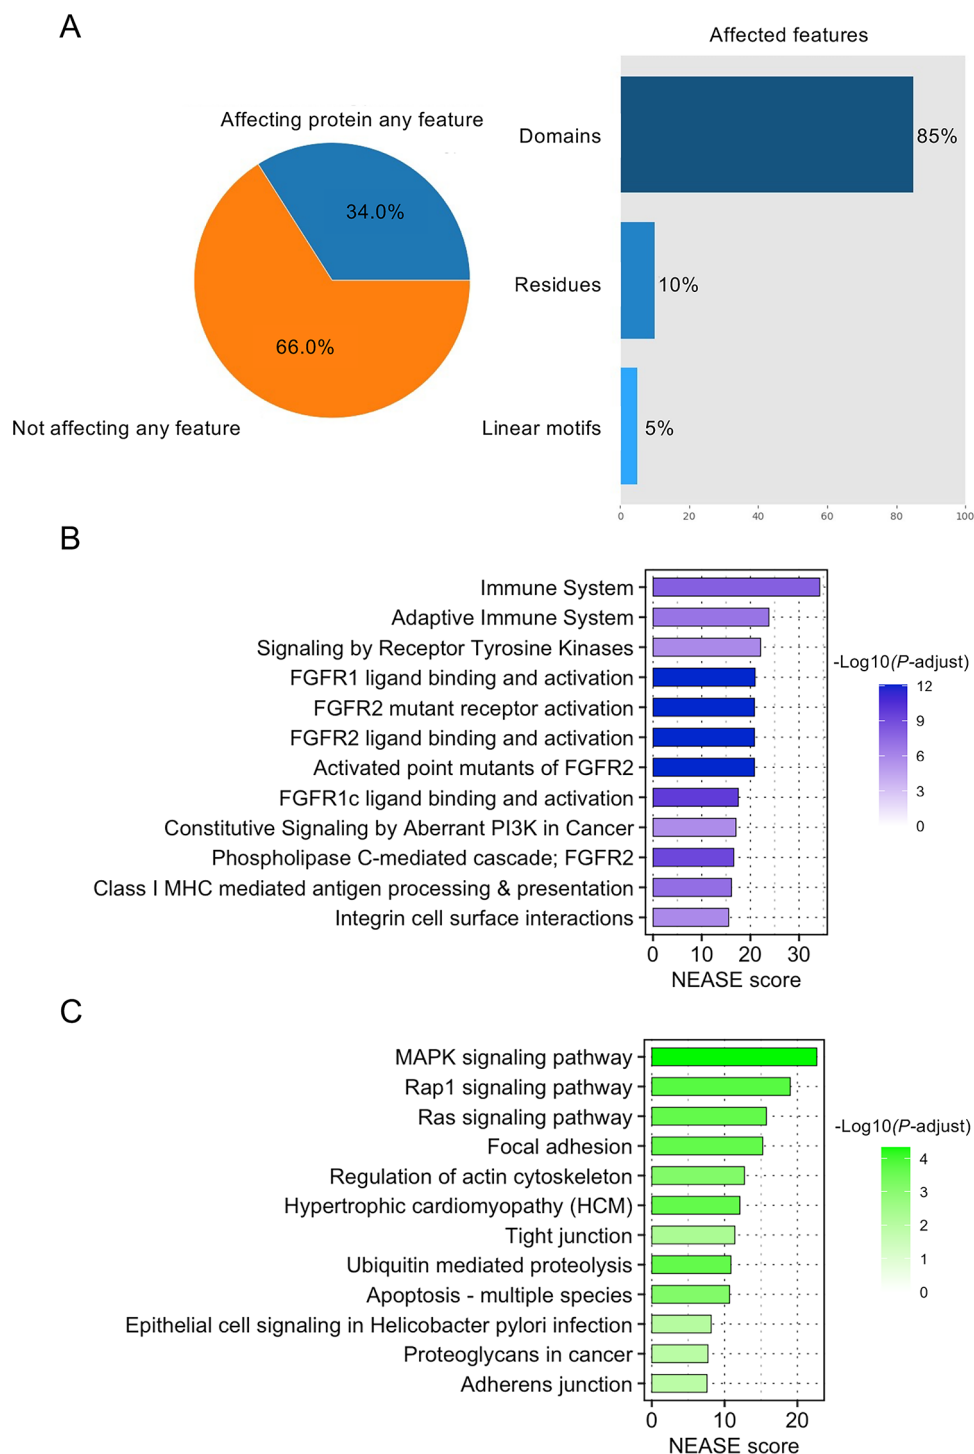 A
Affected features
Affecting protein any feature
34.0%
66.0%
Not affecting any feature
Domains
85%
Residues
10%
Linear motifs
5%
0 20 40 60 80 100
B
Immune System
Adaptive Immune System
Signaling by Receptor Tyrosine Kinases
FGFR1 ligand binding and activation
FGFR2 mutant receptor activation
FGFR2 ligand binding and activation
Activated point mutants of FGFR2
FGFR1c ligand binding and activation
Constitutive Signaling by Aberrant PI3K in Cancer
Phospholipase C-mediated cascade; FGFR2
Class I MHC mediated antigen processing & presentation
Integrin cell surface interactions
0 10 20 30
NEASE score
-Log10(P-adjust)
12
9
6
3
0
C
MAPK signaling pathway
Rap1 signaling pathway
Ras signaling pathway
Focal adhesion
Regulation of actin cytoskeleton
Hypertrophic cardiomyopathy (HCM)
Tight junction
Ubiquitin mediated proteolysis
Apoptosis - multiple species
Epithelial cell signaling in Helicobacter pylori infection
Proteoglycans in cancer
Adherens junction
0 10 20
NEASE score
-Log10(P-adjust)
4
3
2
1
0